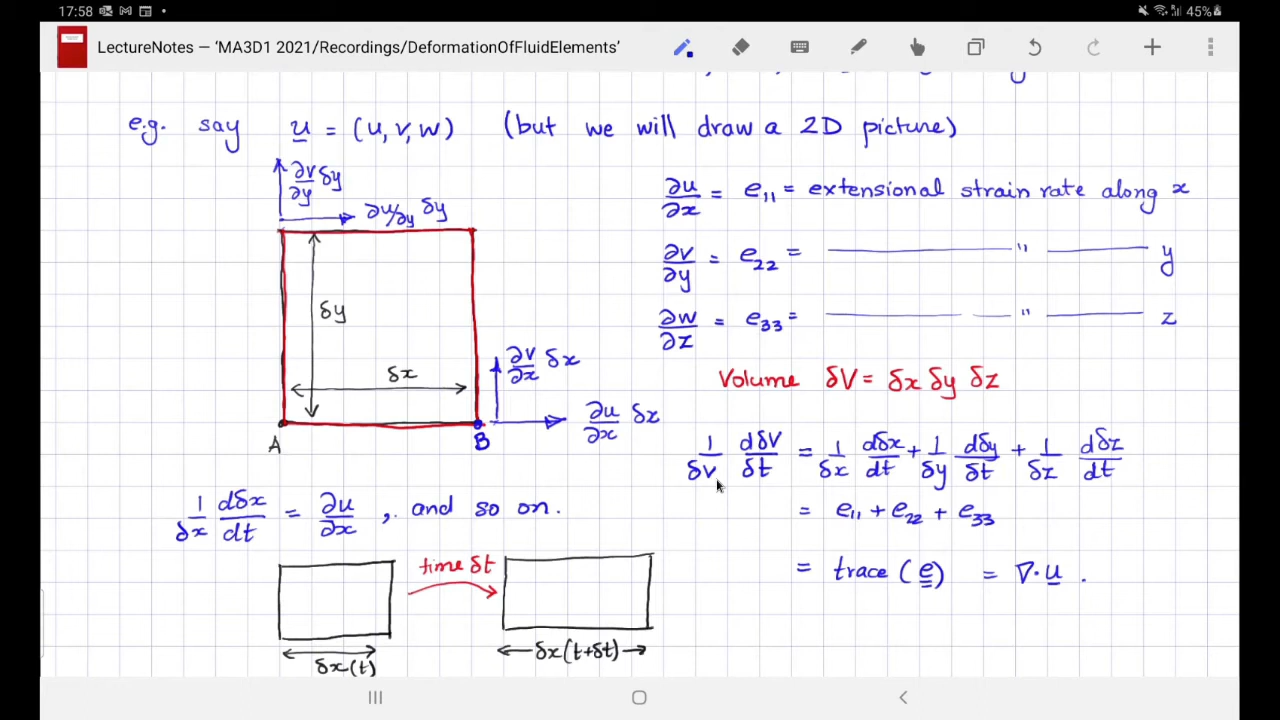 17:58
45%
LectureNotes — ‘MA3D1 2021/Recordings/DeformationOfFluidElements’
e.g. say u = (u, v, w) (but we will draw a 2D picture)
∂v/∂y δy
∂u/∂y δy
δy
δx
∂v/∂x δx
∂u/∂x δx
A
B
1/δx dδx/dt = ∂u/∂x , and so on.
time δt
δx(t)
δx(t+δt)
∂u/∂x = e11 = extensional strain rate along x
∂v/∂y = e22 = —— " —— y
∂w/∂z = e33 = —— " —— z
Volume δV = δx δy δz
1/δv dδV/δt = 1/δx dδx/dt + 1/δy dδy/δt + 1/δz dδz/dt
= e11 + e22 + e33
= trace (e) = ∇·u .